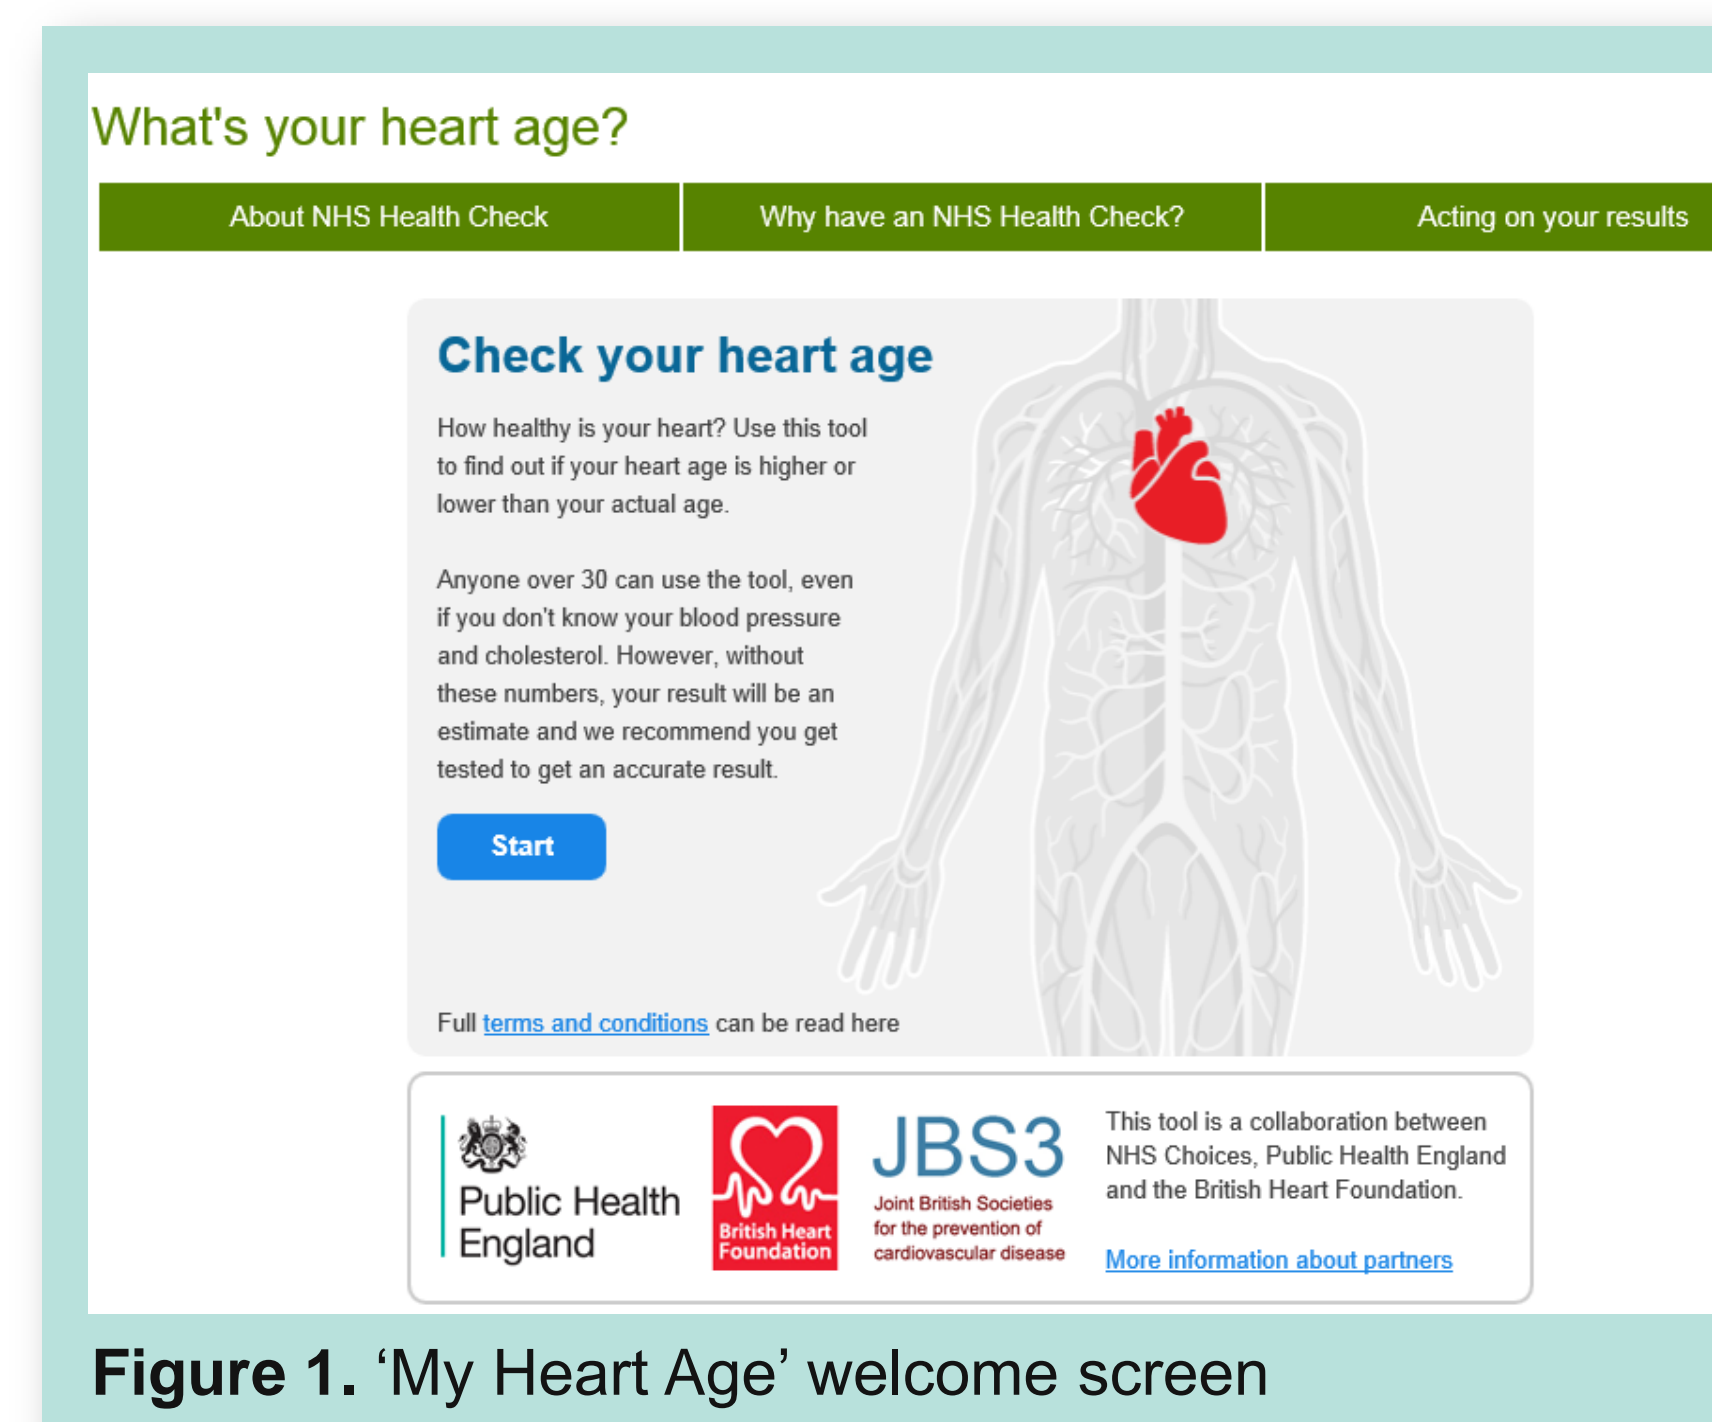 What's your heart age?
About NHS Health Check
Why have an NHS Health Check?
Acting on your results
Check your heart age
How healthy is your heart? Use this tool
to find out if your heart age is higher or
lower than your actual age.
Anyone over 30 can use the tool, even
if you don't know your blood pressure
and cholesterol. However, without
these numbers, your result will be an
estimate and we recommend you get
tested to get an accurate result.
Start
Full terms and conditions can be read here
Public Health
England
British Heart
Foundation
JBS3
Joint British Societies
for the prevention of
cardiovascular disease
This tool is a collaboration between
NHS Choices, Public Health England
and the British Heart Foundation.
More information about partners
Figure 1. ‘My Heart Age’ welcome screen